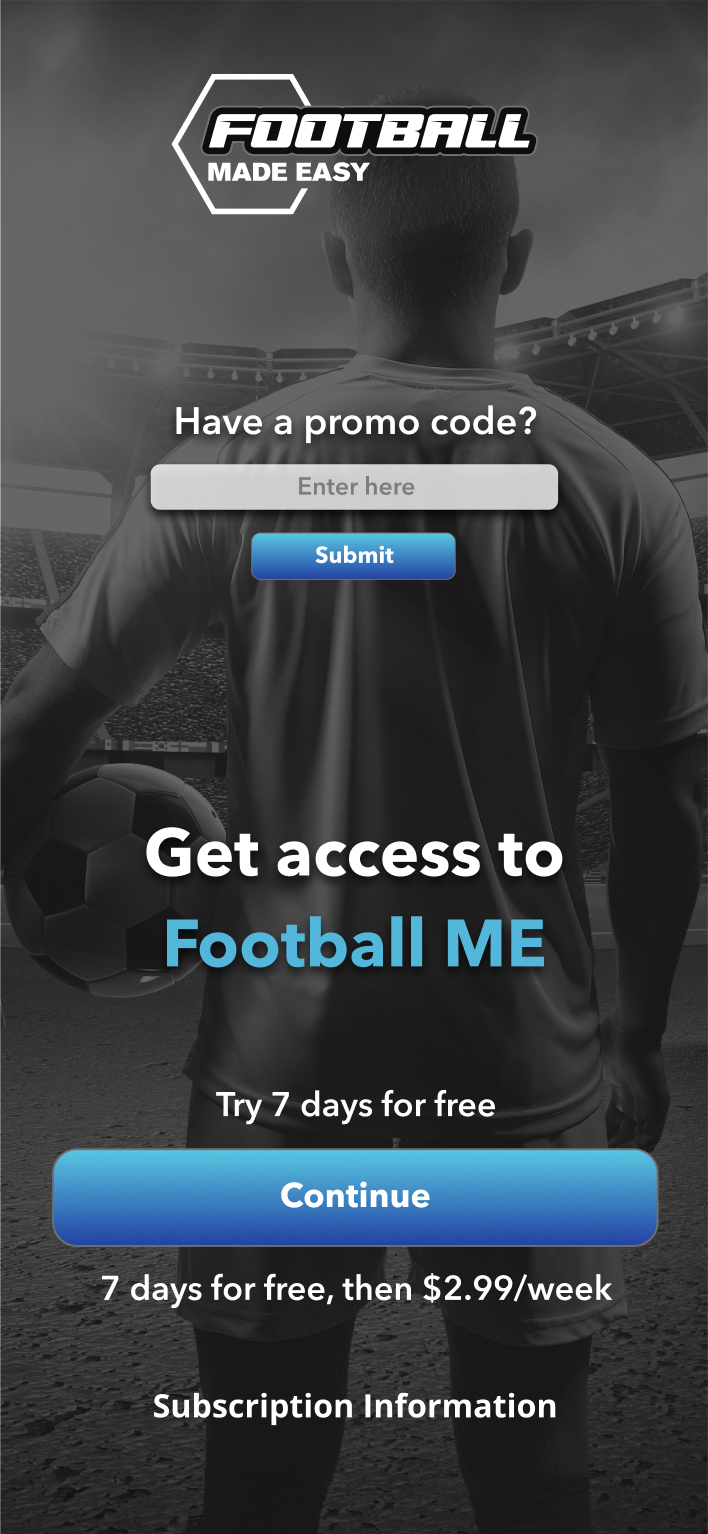 FOOTBALL
MADE EASY
Have a promo code?
Enter here
Submit
Get access to
Football ME
Try 7 days for free
Continue
7 days for free, then $2.99/week
Subscription Information